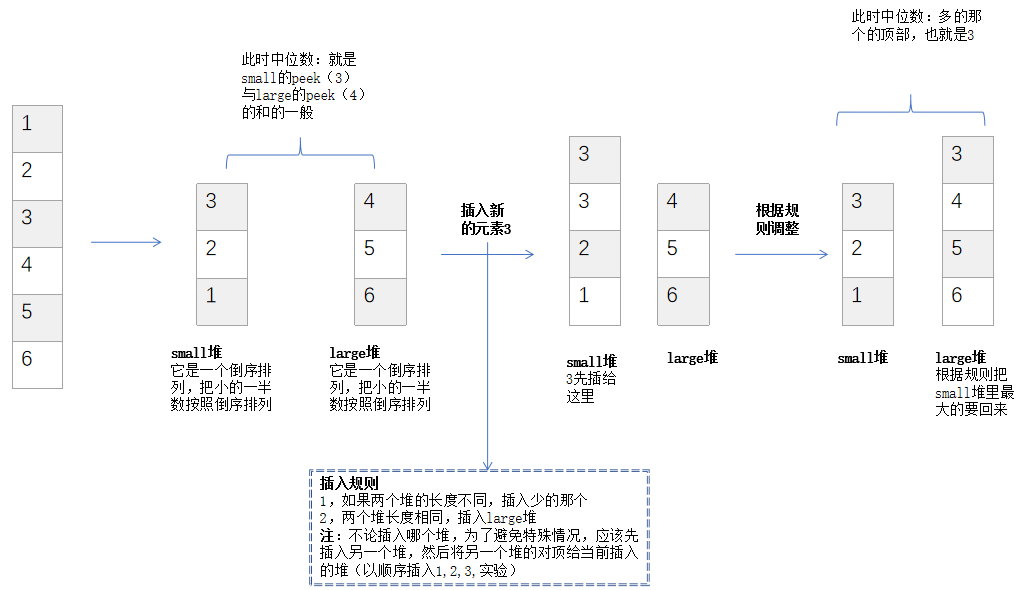 此时中位数：多的那
个的顶部，也就是3
此时中位数：就是
small的peek（3）
与large的peek（4）
的和的一般
1
2
3
4
5
6
3
2
1
4
5
6
插入新
的元素3
3
3
2
1
4
5
6
根据规
则调整
3
2
1
3
4
5
6
small堆
它是一个倒序排
列，把小的一半
数按照倒序排列
large堆
它是一个倒序排
列，把小的一半
数按照倒序排列
small堆
3先插给
这里
large堆
small堆
large堆
根据规则把
small堆里最
大的要回来
插入规则
1，如果两个堆的长度不同，插入少的那个
2，两个堆长度相同，插入large堆
注：不论插入哪个堆，为了避免特殊情况，应该先
插入另一个堆，然后将另一个堆的对顶给当前插入
的堆（以顺序插入1,2,3,实验）